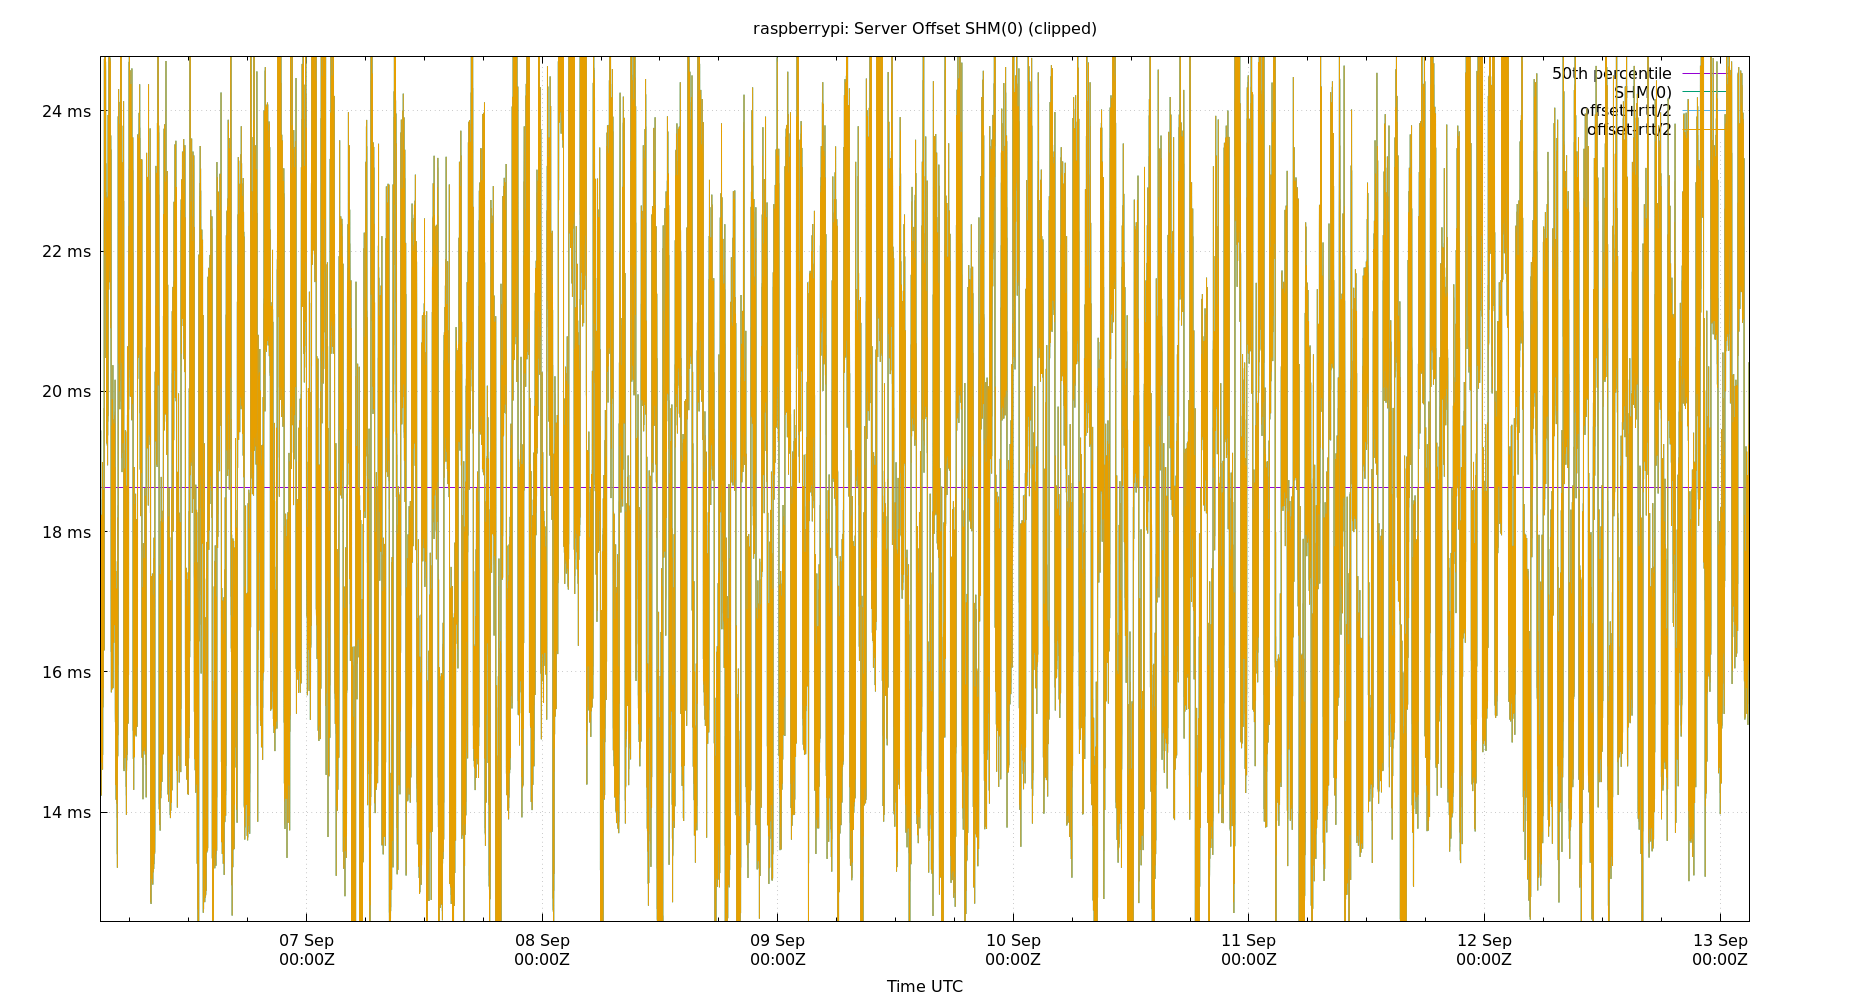 raspberrypi: Server Offset SHM(0) (clipped)
50th percentile
SHM(0)
offset+rtt/2
offset-rtt/2
24 ms
22 ms
20 ms
18 ms
16 ms
14 ms
07 Sep
00:00Z
08 Sep
00:00Z
09 Sep
00:00Z
10 Sep
00:00Z
11 Sep
00:00Z
12 Sep
00:00Z
13 Sep
00:00Z
Time UTC